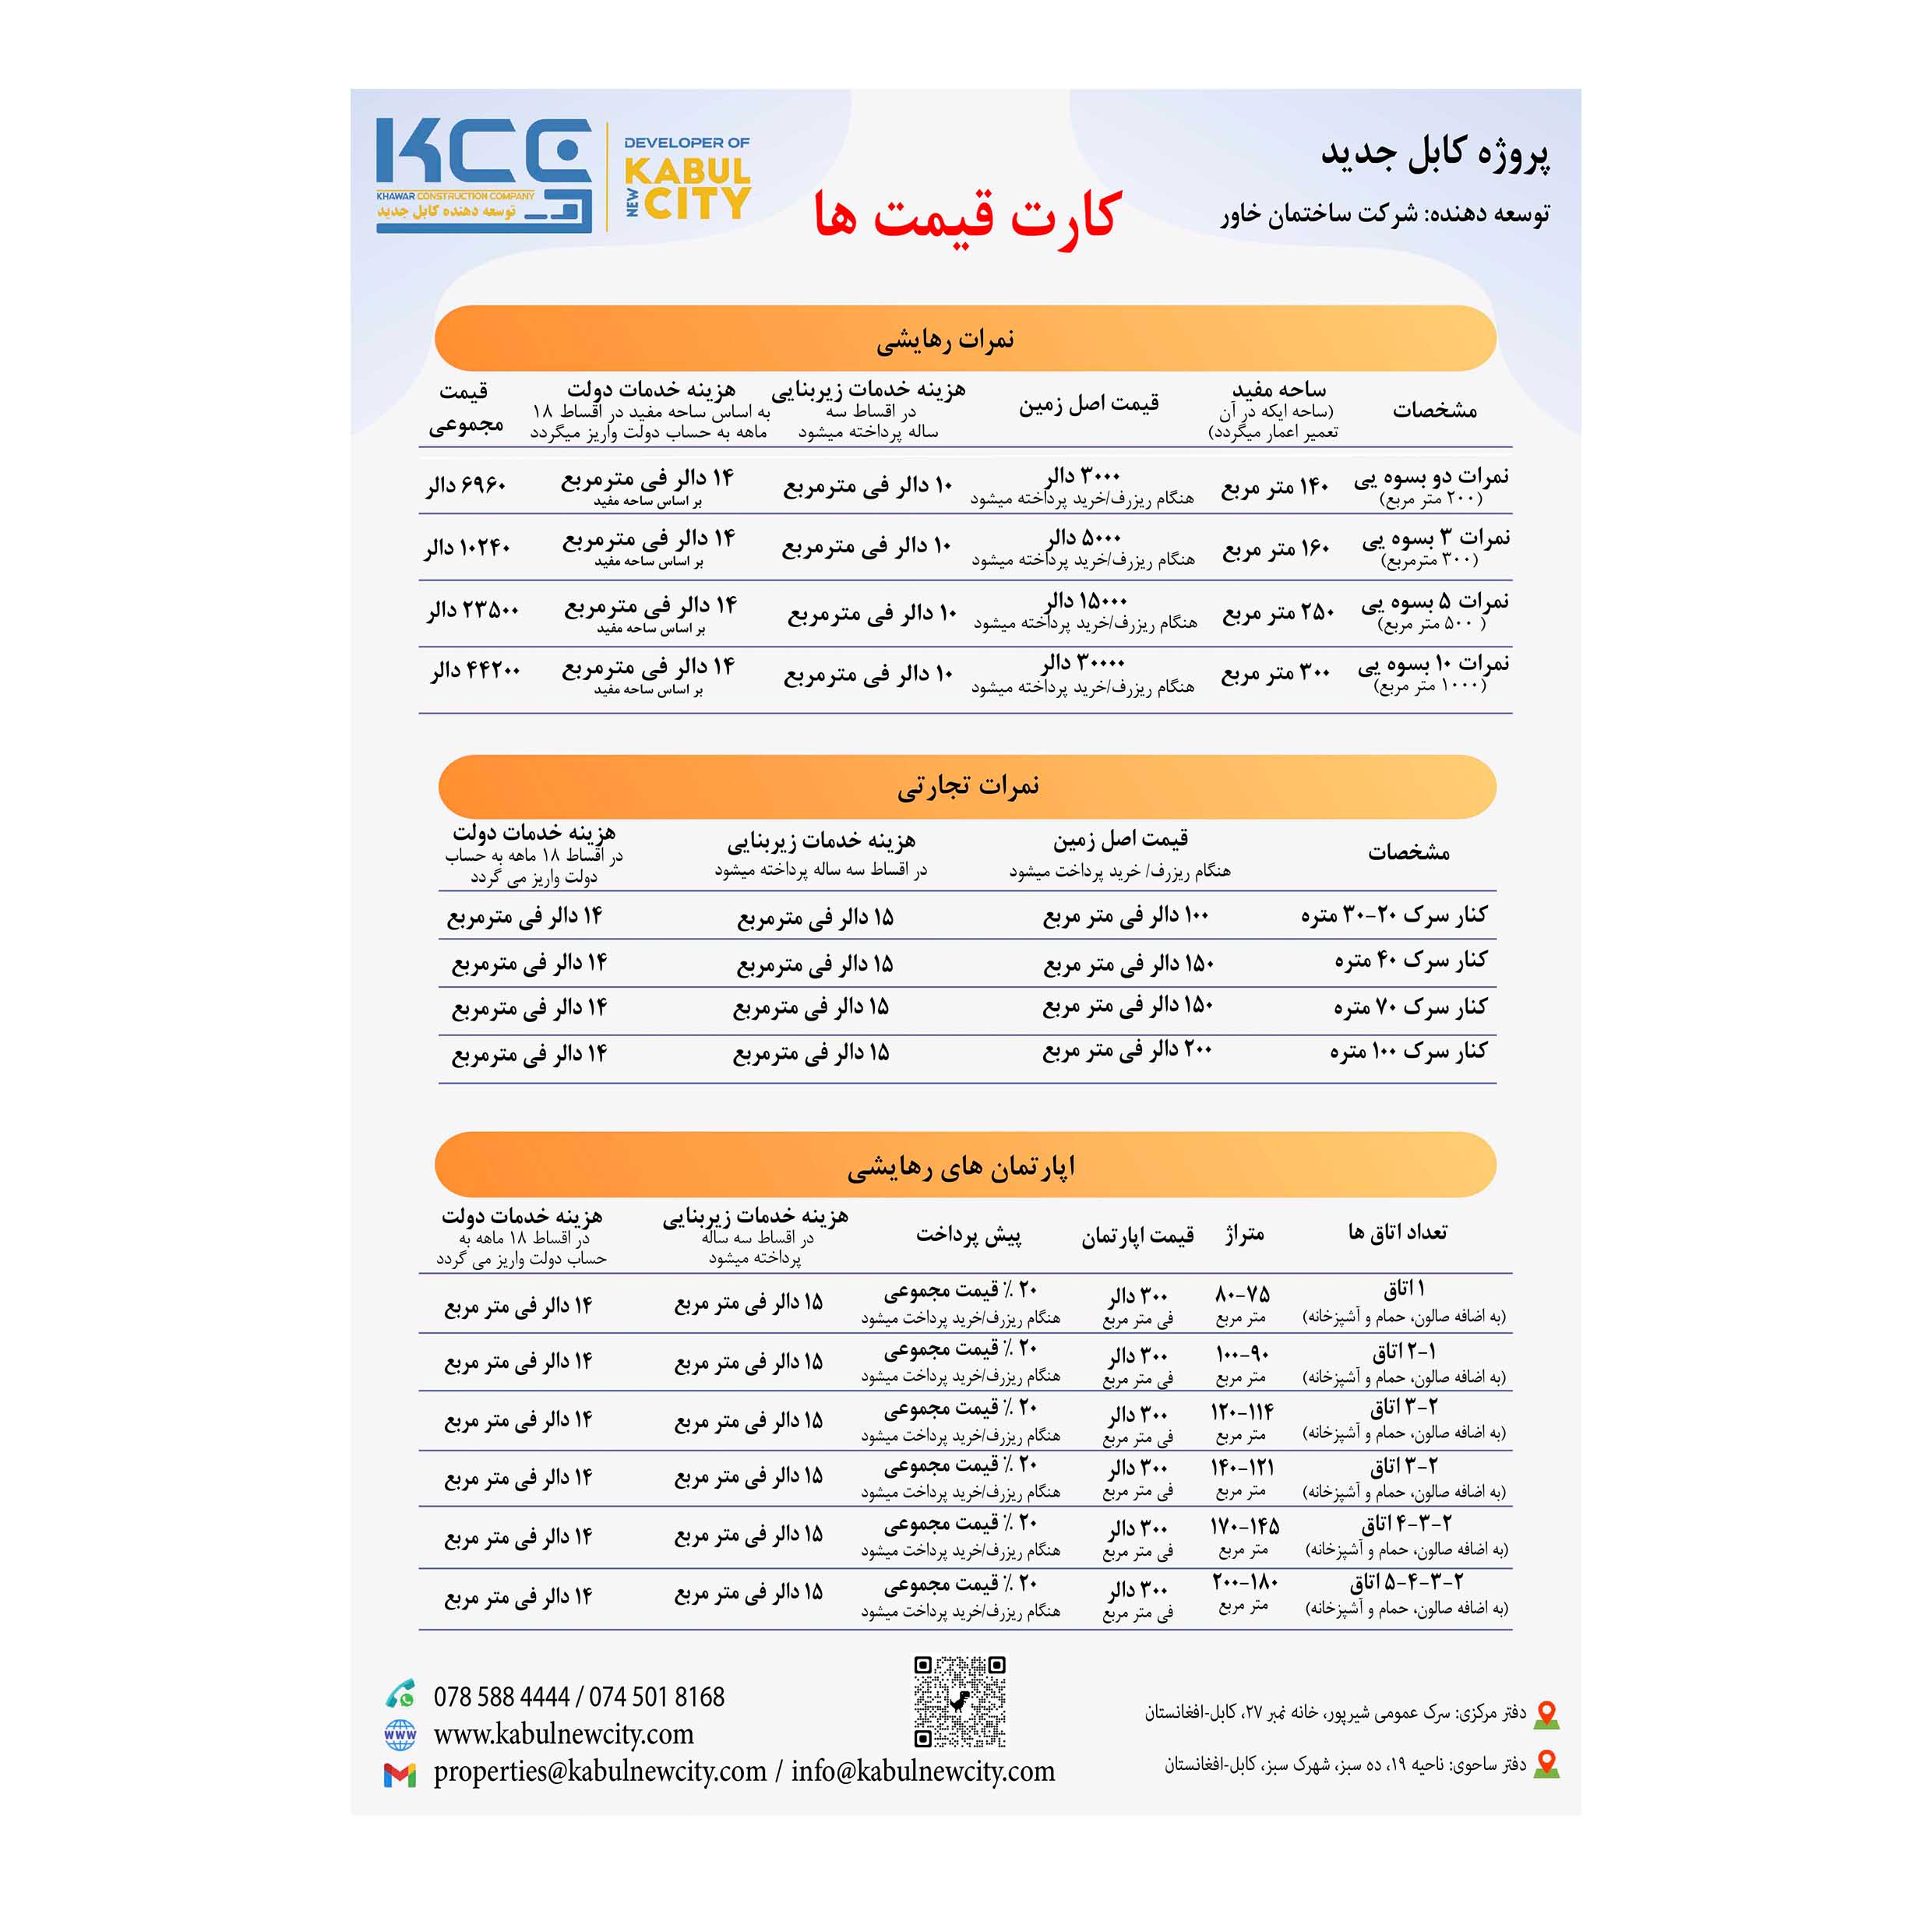 پروژه کابل جدید
توسعه دهنده: شرکت ساختمان خاور
کارت قیمت ها
KCC
KHAWAR CONSTRUCTION COMPANY
توسعه دهنده کابل جدید
DEVELOPER OF
KABUL
NEW CITY
نمرات رهایشی
مشخصات
ساحه مفید
(ساحه ایکه در آن
تعمیر اعمار میگردد)
قیمت اصل زمین
هزینه خدمات زیربنایی
در اقساط سه
ساله پرداخته میشود
هزینه خدمات دولت
به اساس ساحه مفید در اقساط ۱۸
ماهه به حساب دولت واریز میگردد
قیمت
مجموعی
نمرات دو بسوه یی
(۲۰۰ متر مربع)
۱۴۰ متر مربع
۳۰۰۰ دالر
هنگام ریزرف/خرید پرداخته میشود
۱۰ دالر فی مترمربع
۱۴ دالر فی مترمربع
بر اساس ساحه مفید
۶۹۶۰ دالر
نمرات ۳ بسوه یی
(۳۰۰ مترمربع)
۱۶۰ متر مربع
۵۰۰۰ دالر
هنگام ریزرف/خرید پرداخته میشود
۱۰ دالر فی مترمربع
۱۴ دالر فی مترمربع
بر اساس ساحه مفید
۱۰۲۴۰ دالر
نمرات ۵ بسوه یی
( ۵۰۰ متر مربع)
۲۵۰ متر مربع
۱۵۰۰۰ دالر
هنگام ریزرف/خرید پرداخته میشود
۱۰ دالر فی مترمربع
۱۴ دالر فی مترمربع
بر اساس ساحه مفید
۲۳۵۰۰ دالر
نمرات ۱۰ بسوه یی
(۱۰۰۰ متر مربع)
۳۰۰ متر مربع
۳۰۰۰۰ دالر
هنگام ریزرف/خرید پرداخته میشود
۱۰ دالر فی مترمربع
۱۴ دالر فی مترمربع
بر اساس ساحه مفید
۴۴۲۰۰ دالر
نمرات تجارتی
مشخصات
قیمت اصل زمین
هنگام ریزرف/ خرید پرداخت میشود
هزینه خدمات زیربنایی
در اقساط سه ساله پرداخته میشود
هزینه خدمات دولت
در اقساط ۱۸ ماهه به حساب
دولت واریز می گردد
کنار سرک ۲۰-۳۰ متره
۱۰۰ دالر فی متر مربع
۱۵ دالر فی مترمربع
۱۴ دالر فی مترمربع
کنار سرک ۴۰ متره
۱۵۰ دالر فی متر مربع
۱۵ دالر فی مترمربع
۱۴ دالر فی مترمربع
کنار سرک ۷۰ متره
۱۵۰ دالر فی متر مربع
۱۵ دالر فی مترمربع
۱۴ دالر فی مترمربع
کنار سرک ۱۰۰ متره
۲۰۰ دالر فی متر مربع
۱۵ دالر فی مترمربع
۱۴ دالر فی مترمربع
اپارتمان های رهایشی
تعداد اتاق ها
متراژ
قیمت اپارتمان
پیش پرداخت
هزینه خدمات زیربنایی
در اقساط سه ساله
پرداخته میشود
هزینه خدمات دولت
در اقساط ۱۸ ماهه به
حساب دولت واریز می گردد
۱ اتاق
(به اضافه صالون، حمام و آشپزخانه)
۷۵-۸۰
متر مربع
۳۰۰ دالر
فی متر مربع
۲۰ ٪ قیمت مجموعی
هنگام ریزرف/خرید پرداخت میشود
۱۵ دالر فی متر مربع
۱۴ دالر فی متر مربع
۱-۲ اتاق
(به اضافه صالون، حمام و آشپزخانه)
۹۰-۱۰۰
متر مربع
۳۰۰ دالر
فی متر مربع
۲۰ ٪ قیمت مجموعی
هنگام ریزرف/خرید پرداخت میشود
۱۵ دالر فی متر مربع
۱۴ دالر فی متر مربع
۲-۳ اتاق
(به اضافه صالون، حمام و آشپزخانه)
۱۱۴-۱۲۰
متر مربع
۳۰۰ دالر
فی متر مربع
۲۰ ٪ قیمت مجموعی
هنگام ریزرف/خرید پرداخت میشود
۱۵ دالر فی متر مربع
۱۴ دالر فی متر مربع
۲-۳ اتاق
(به اضافه صالون، حمام و آشپزخانه)
۱۲۱-۱۴۰
متر مربع
۳۰۰ دالر
فی متر مربع
۲۰ ٪ قیمت مجموعی
هنگام ریزرف/خرید پرداخت میشود
۱۵ دالر فی متر مربع
۱۴ دالر فی متر مربع
۲-۳-۴ اتاق
(به اضافه صالون، حمام و آشپزخانه)
۱۴۵-۱۷۰
متر مربع
۳۰۰ دالر
فی متر مربع
۲۰ ٪ قیمت مجموعی
هنگام ریزرف/خرید پرداخت میشود
۱۵ دالر فی متر مربع
۱۴ دالر فی متر مربع
۲-۳-۴-۵ اتاق
(به اضافه صالون، حمام و آشپزخانه)
۱۸۰-۲۰۰
متر مربع
۳۰۰ دالر
فی متر مربع
۲۰ ٪ قیمت مجموعی
هنگام ریزرف/خرید پرداخت میشود
۱۵ دالر فی متر مربع
۱۴ دالر فی متر مربع
دفتر مرکزی: سرک عمومی شیرپور، خانه نمبر ۲۷، کابل-افغانستان
دفتر ساحوی: ناحیه ۱۹، ده سبز، شهرک سبز، کابل-افغانستان
078 588 4444 / 074 501 8168
WWW
www.kabulnewcity.com
properties@kabulnewcity.com / info@kabulnewcity.com